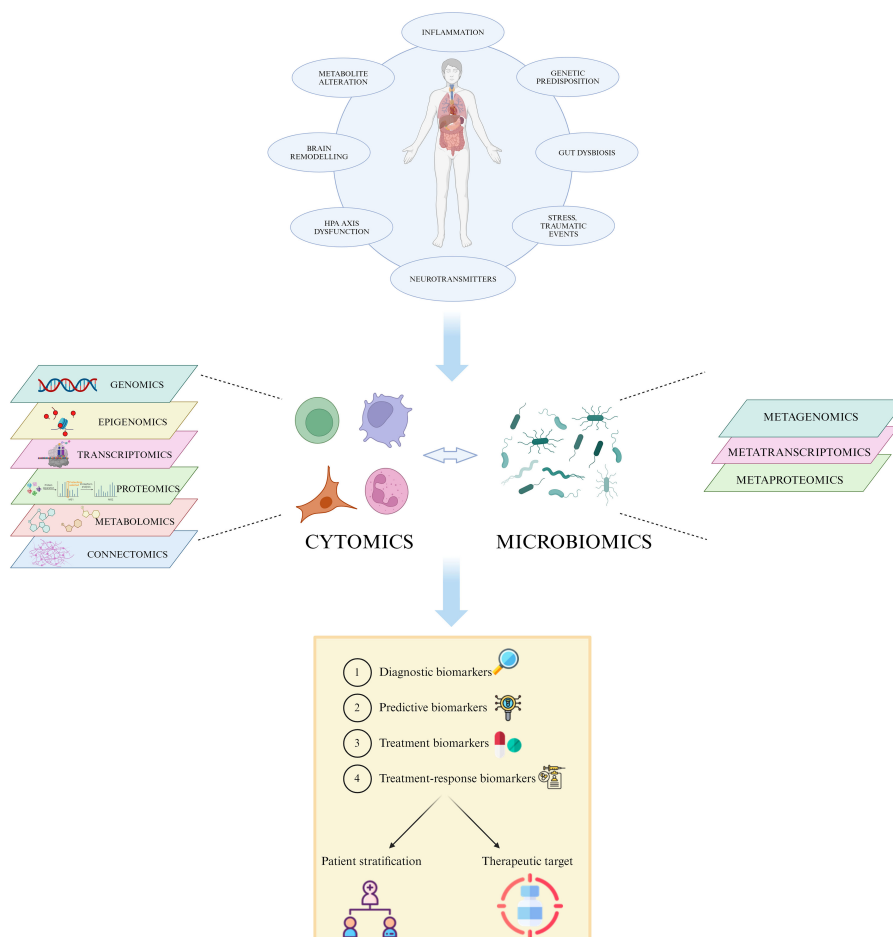 INFLAMMATION
METABOLITE
ALTERATION
GENETIC
PREDISPOSITION
BRAIN
REMODELLING
GUT DYSBIOSIS
HPA AXIS
DYSFUNCTION
STRESS,
TRAUMATIC
EVENTS
NEUROTRANSMITTERS
GENOMICS
EPIGENOMICS
TRANSCRIPTOMICS
PROTEOMICS
METABOLOMICS
CONNECTOMICS
CYTOMICS
MICROBIOMICS
METAGENOMICS
METATRANSCRIPTOMICS
METAPROTEOMICS
1 Diagnostic biomarkers
2 Predictive biomarkers
3 Treatment biomarkers
4 Treatment-response biomarkers
Patient stratification
Therapeutic target